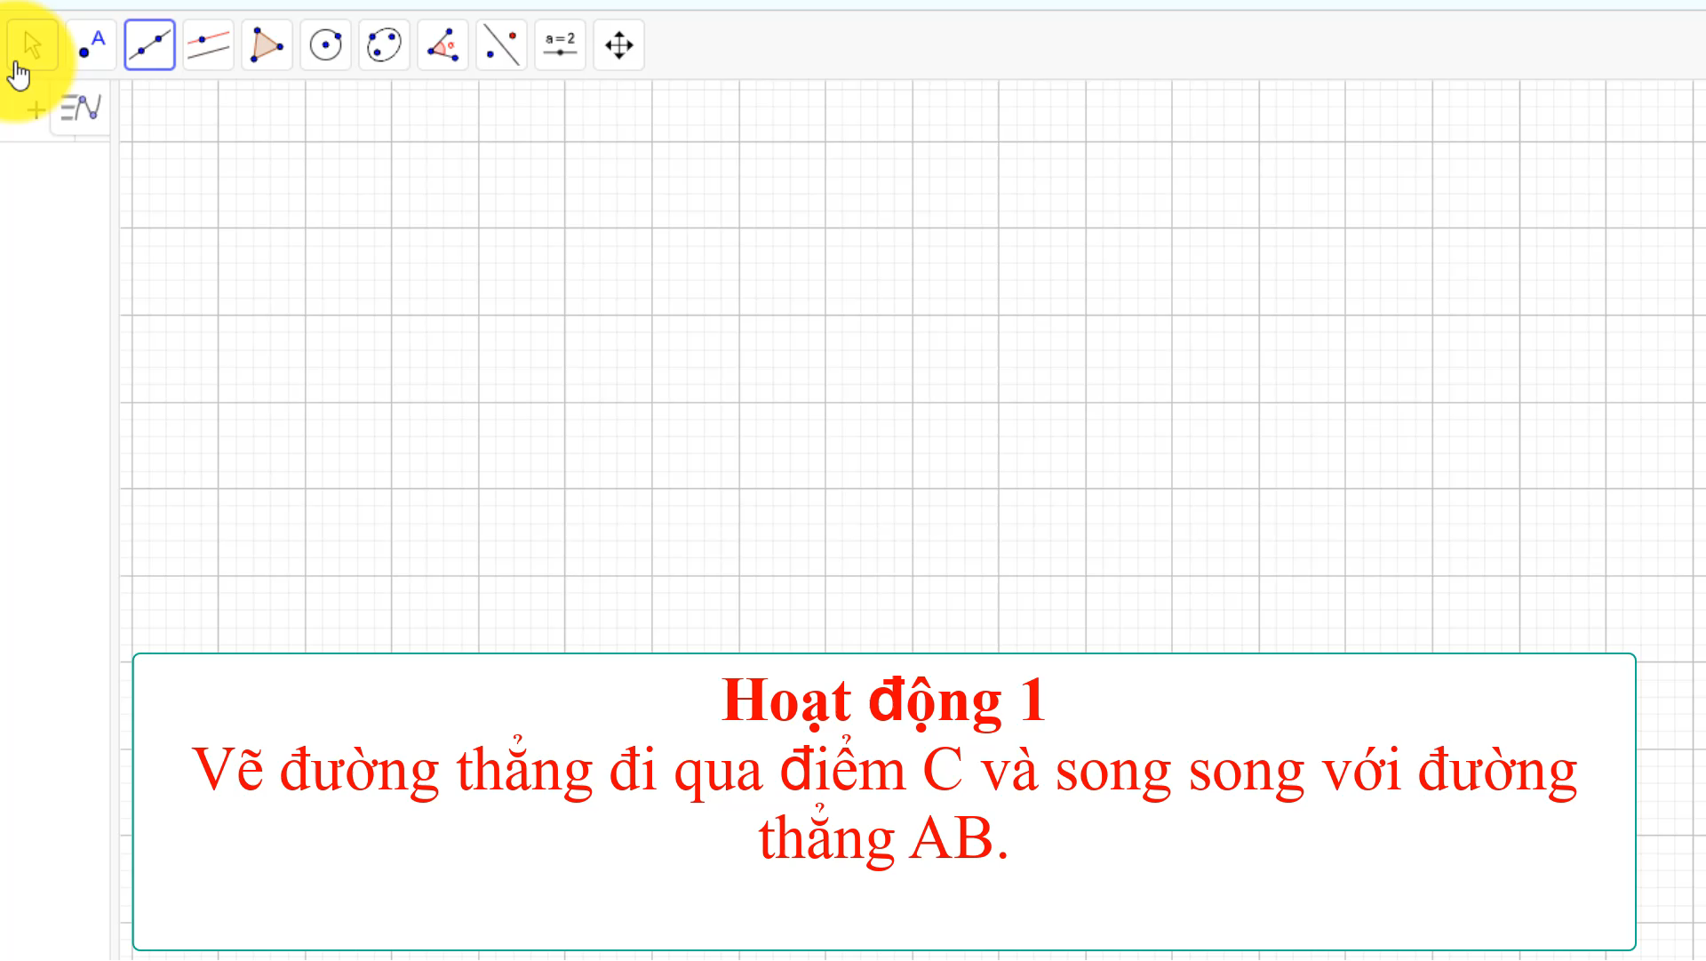 A
α
a=2
Hoạt động 1
Vẽ đường thẳng đi qua điểm C và song song với đường
thẳng AB.